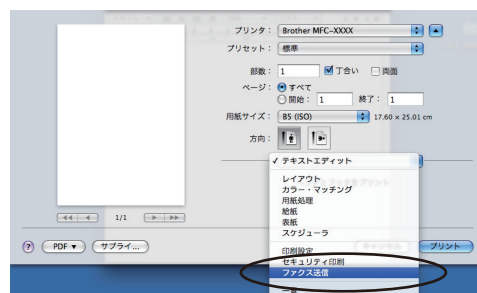 プリンタ： Brother MFC-XXXX
プリセット： 標準
部数： 1 丁合い 両面
ページ： すべて
開始： 1 終了： 1
用紙サイズ： B5 (ISO) 17.60 × 25.01 cm
方向：
✓ テキストエディット
レイアウト
カラー・マッチング
用紙処理
給紙
表紙
スケジューラ
1/1
印刷設定
セキュリティ印刷
ファクス送信
? PDF ▼ サプライ... プリント